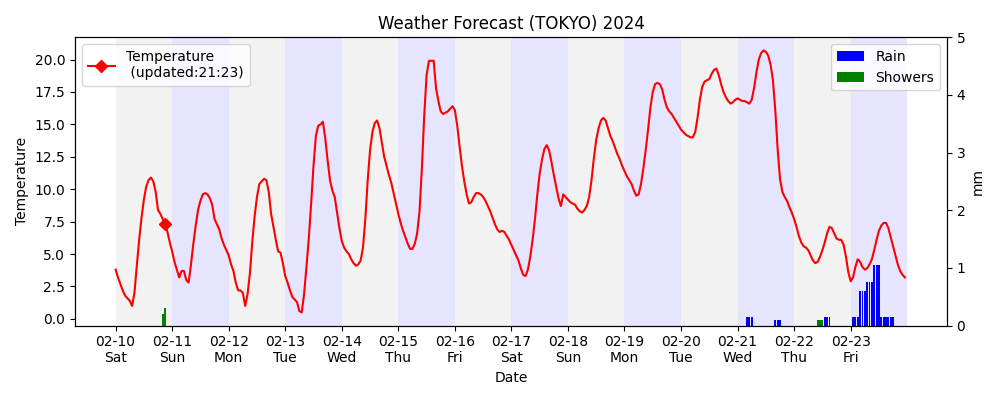 Weather Forecast (TOKYO) 2024
Temperature
(updated:21:23)
Rain
Showers
Temperature
20.0
17.5
15.0
12.5
10.0
7.5
5.0
2.5
0.0
5
4
3
2
1
0
mm
02-10 02-11 02-12 02-13 02-14 02-15 02-16 02-17 02-18 02-19 02-20 02-21 02-22 02-23
Sat Sun Mon Tue Wed Thu Fri Sat Sun Mon Tue Wed Thu Fri
Date